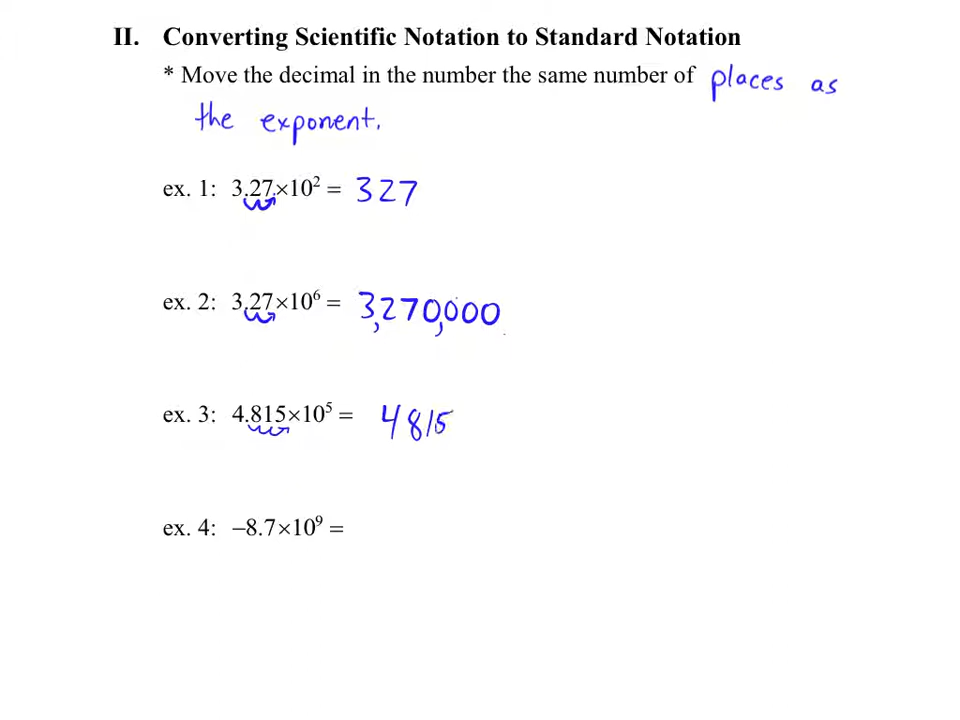 II. Converting Scientific Notation to Standard Notation
* Move the decimal in the number the same number of places as
the exponent.
ex. 1: 3.27×10² = 327
ex. 2: 3.27×10⁶ = 3,270,000
ex. 3: 4.815×10⁵ = 4815
ex. 4: −8.7×10⁹ =